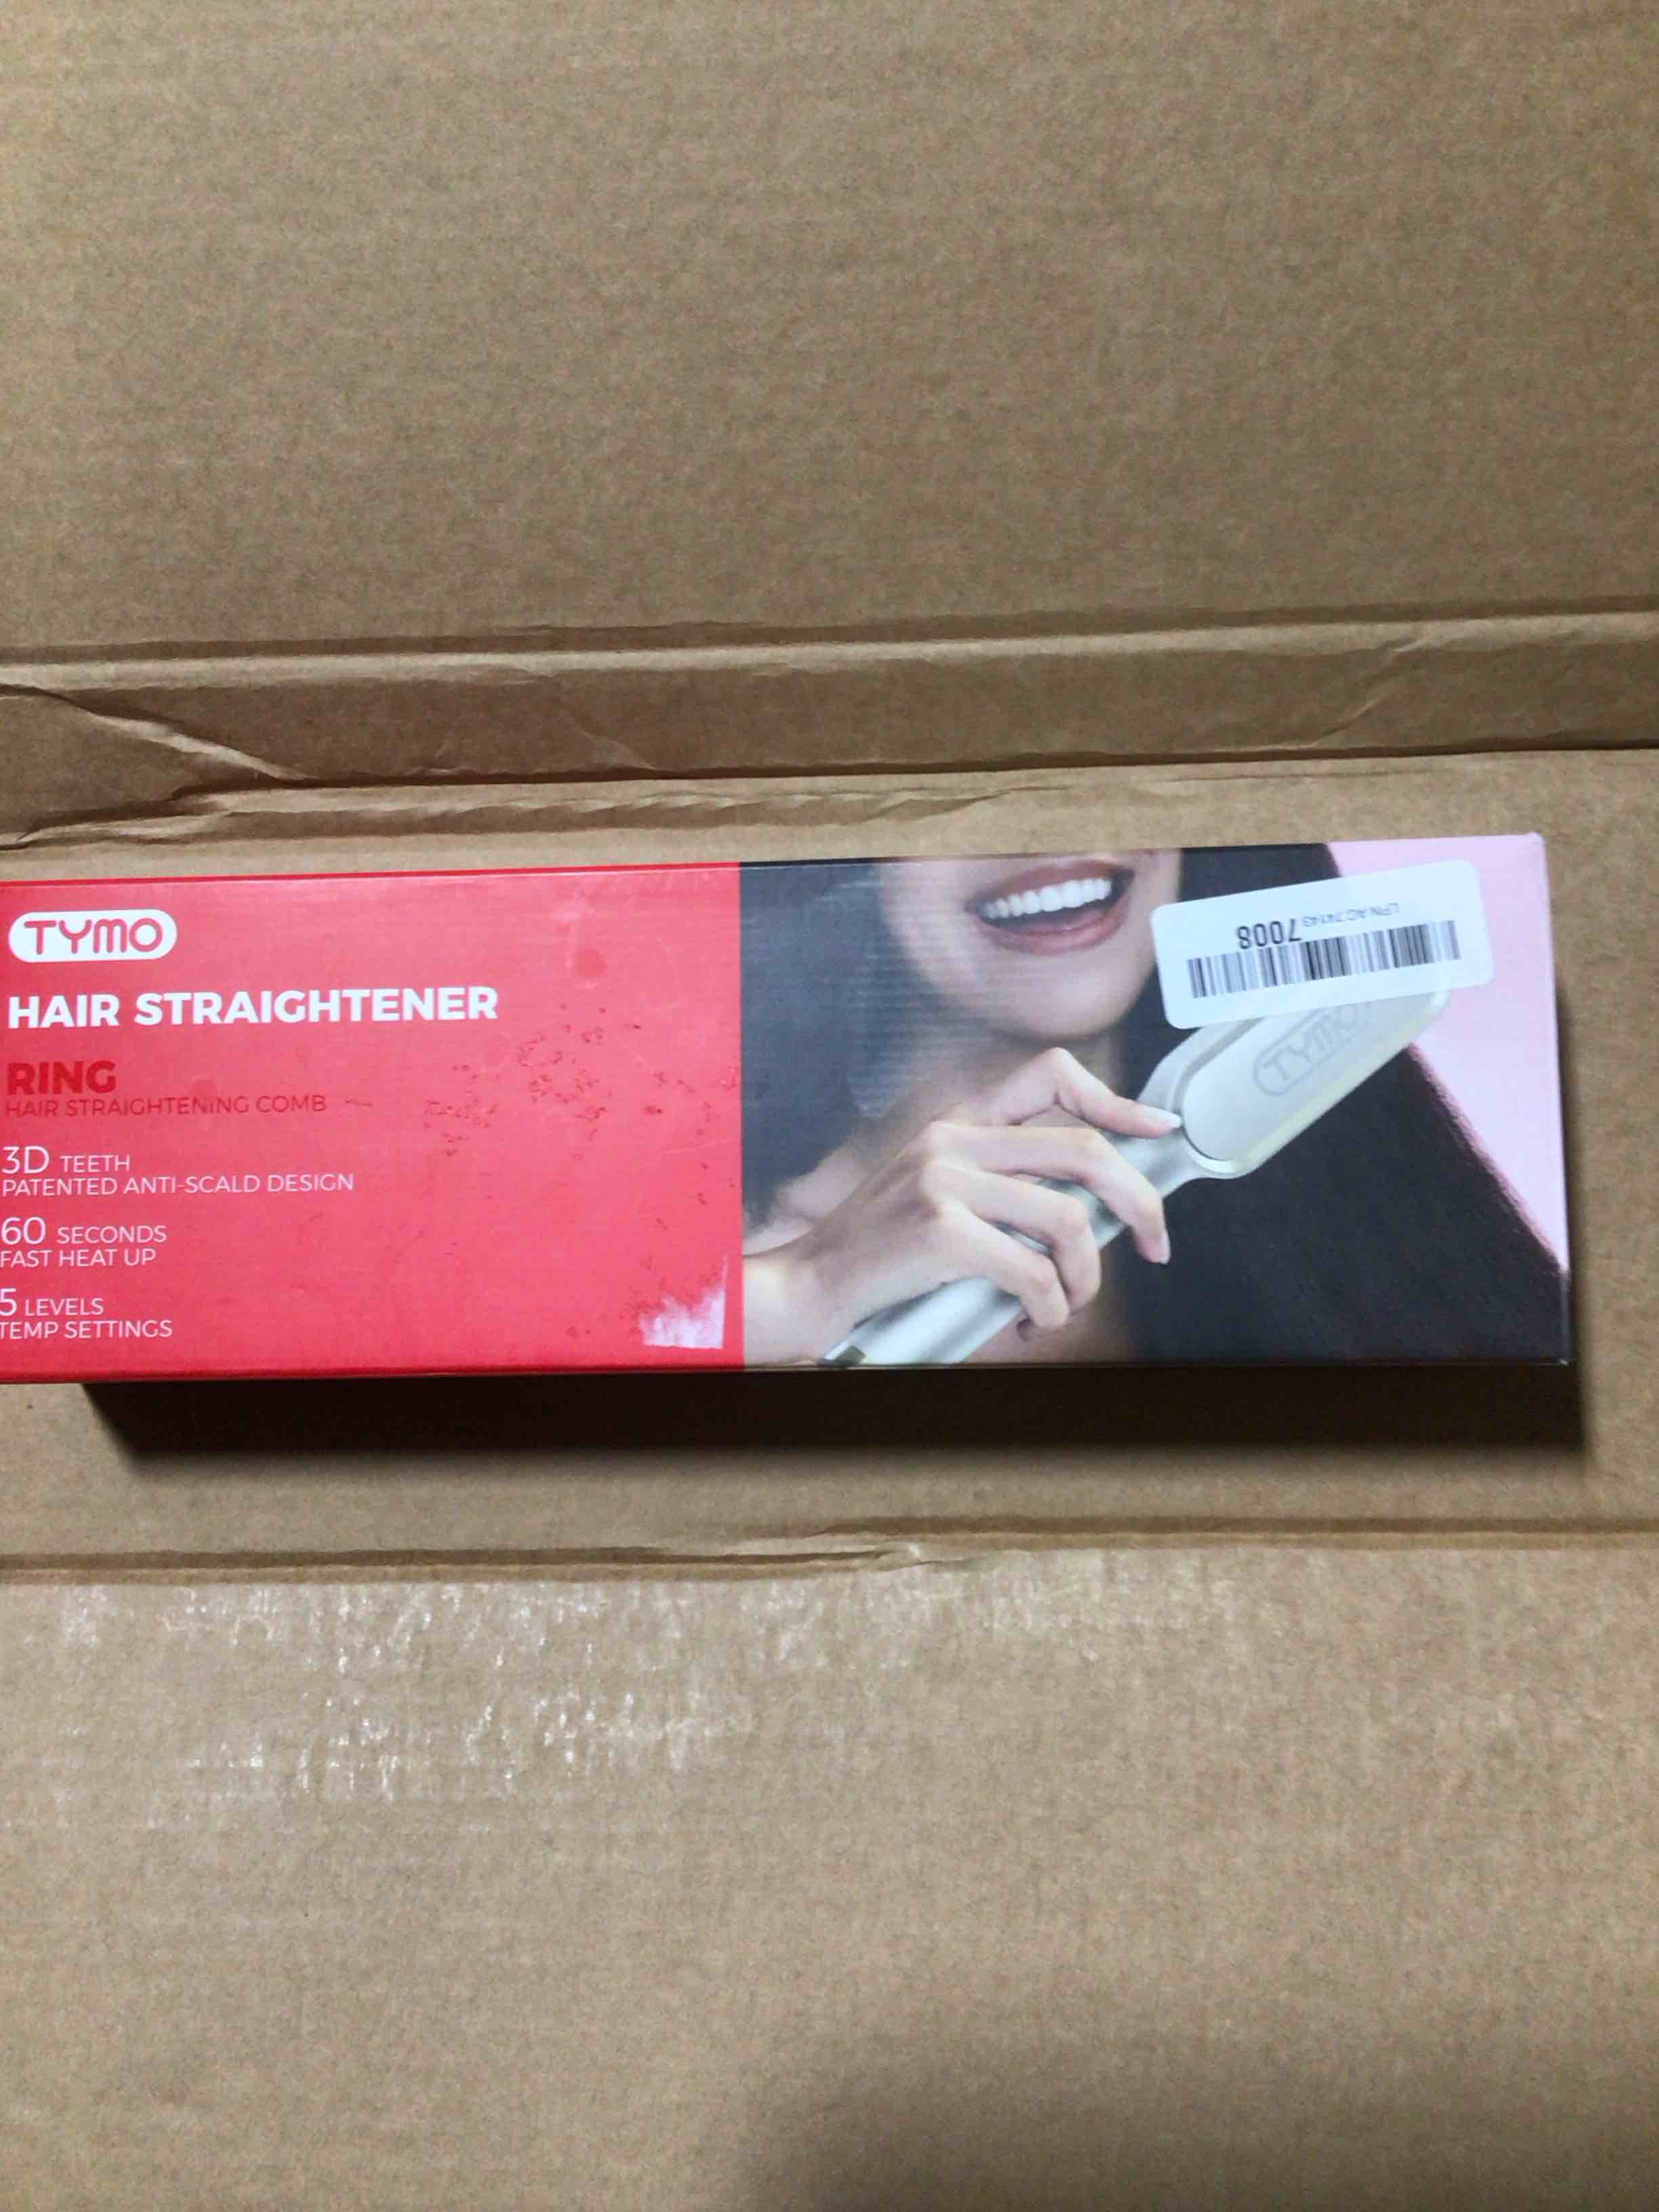 TYMO
HAIR STRAIGHTENER
RING
HAIR STRAIGHTENING COMB
3D TEETH
PATENTED ANTI-SCALD DESIGN
60 SECONDS
FAST HEAT UP
5 LEVELS
TEMP SETTINGS
7008
TYMO